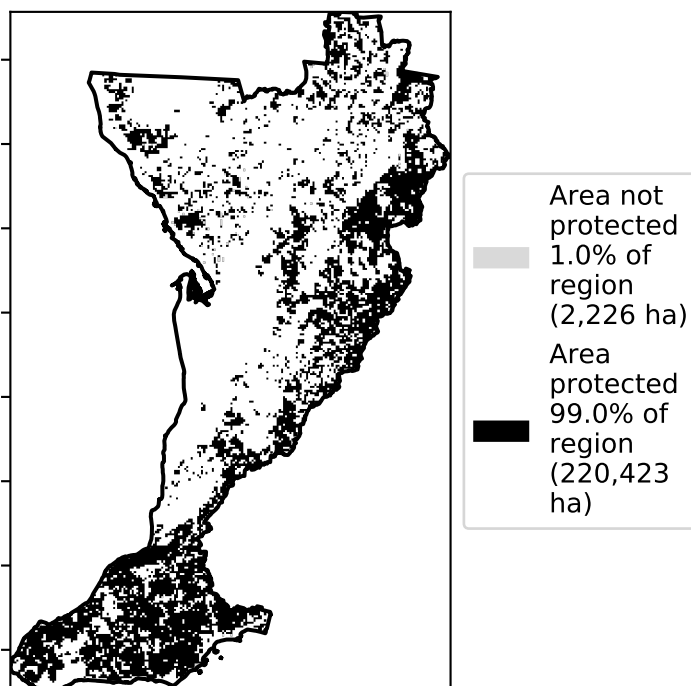 Area not
protected
1.0% of
region
(2,226 ha)
Area
protected
99.0% of
region
(220,423
ha)